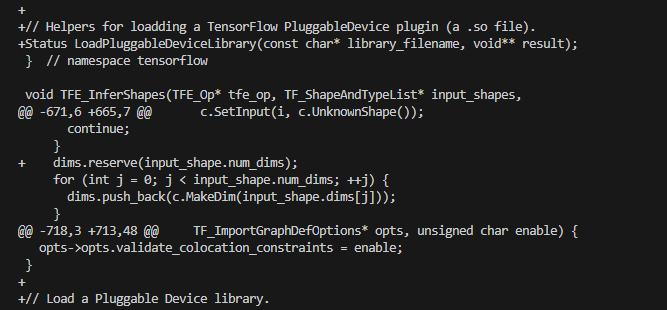 +
+// Helpers for loadding a TensorFlow PluggableDevice plugin (a .so file).
+Status LoadPluggableDeviceLibrary(const char* library_filename, void** result);
 }  // namespace tensorflow

 void TFE_InferShapes(TFE_Op* tfe_op, TF_ShapeAndTypeList* input_shapes,
@@ -671,6 +665,7 @@       c.SetInput(i, c.UnknownShape());
       continue;
     }
+    dims.reserve(input_shape.num_dims);
     for (int j = 0; j < input_shape.num_dims; ++j) {
       dims.push_back(c.MakeDim(input_shape.dims[j]));
     }
@@ -718,3 +713,48 @@     TF_ImportGraphDefOptions* opts, unsigned char enable) {
   opts->opts.validate_colocation_constraints = enable;
 }
+
+// Load a Pluggable Device library.